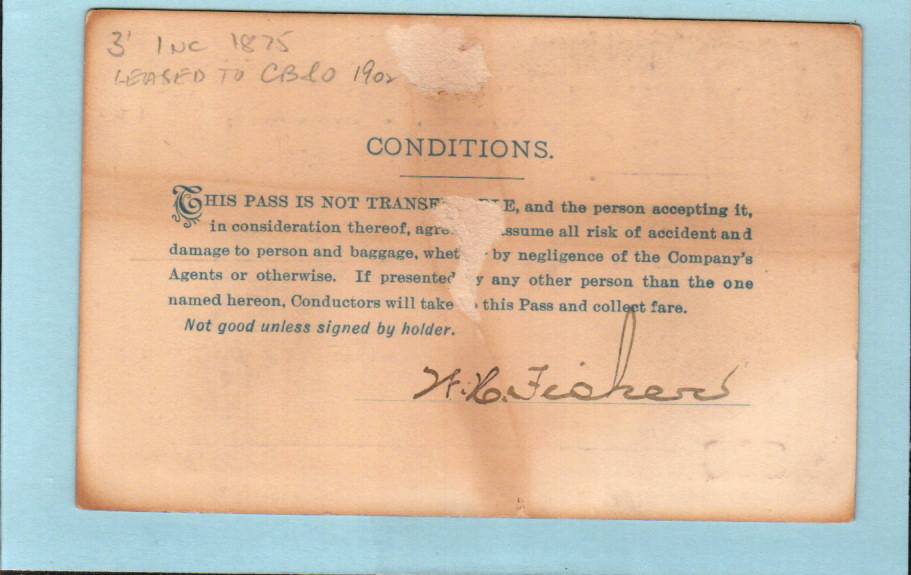 3' INC 1875
LEASED TO CB&Q 190
CONDITIONS.
THIS PASS IS NOT and the person accepting it,
in consideration thereof, assume all risk of accident and
damage to person and baggage, by negligence of the Company's
Agents or otherwise. If presented any other person than the one
named hereon, Conductors will take this Pass and collect fare.
Not good unless signed by holder.
Fisher